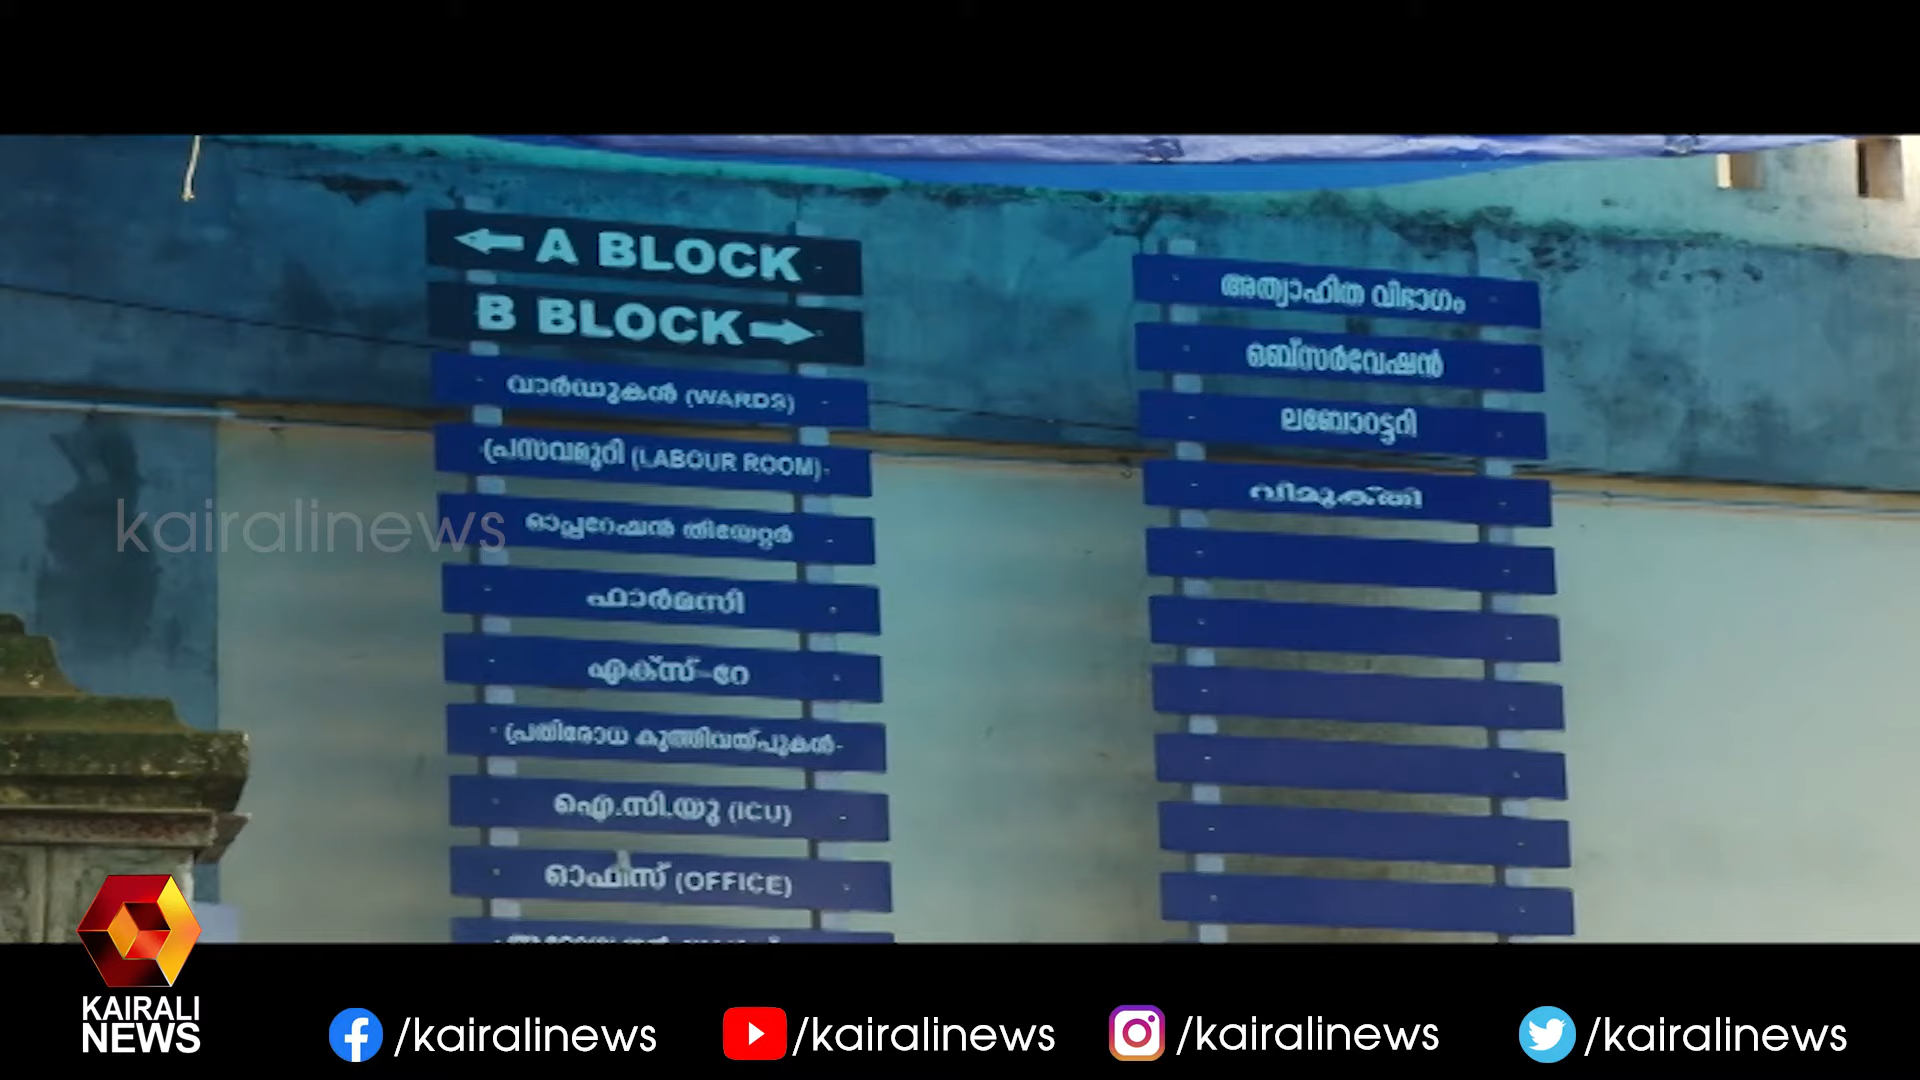 A BLOCK
B BLOCK
വാർഡുകൻ (WARDS)
പ്രസവമുറി (LABOUR ROOM)
ഓപ്പറേഷൻ തിയേറ്റർ
ഫാർമസി
എക്സ്-റേ
പ്രതിരോധ കുത്തിവയ്പുകൾ
ഐ.സി.യു (ICU)
ഓഫീസ് (OFFICE)
അത്യാഹിത വിഭാഗം
ഒബ്സർവേഷൻ
ലബോറട്ടറി
വിമുക്തി
kairalinews
KAIRALI
NEWS
/kairalinews
/kairalinews
/kairalinews
/kairalinews